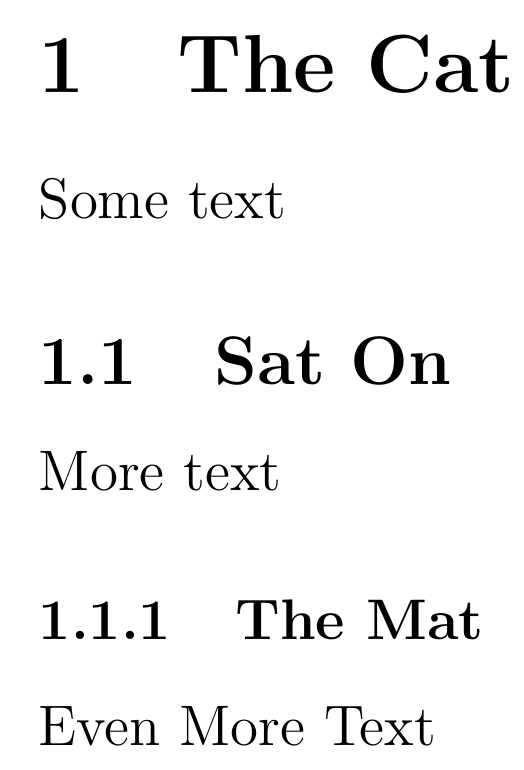 1 The Cat
Some text
1.1 Sat On
More text
1.1.1 The Mat
Even More Text